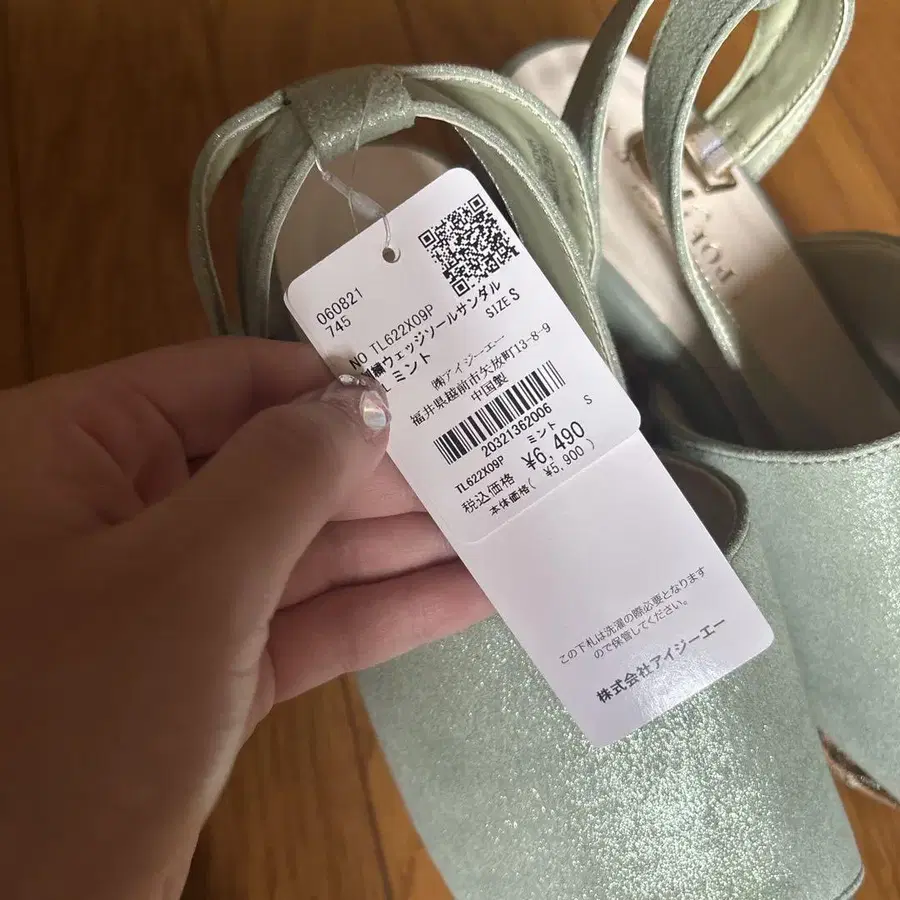 060821
745
NO TL622X09P
ウェッジソールサンダル
SIZE S
ミント
㈱アイジーエー
福井県越前市矢放町13-8-9
中国製
20321362006
S
TL622X09P
ミント
税込価格 ¥6,490
本体価格( ¥5,900 )
この下札は洗濯の際必要となります
ので保管してください。
株式会社アイジーエー